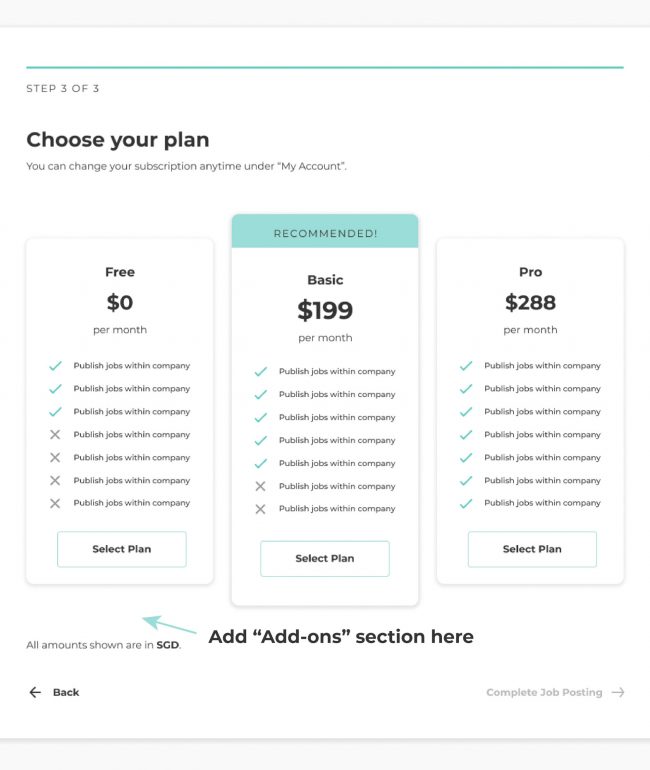 STEP 3 OF 3
Choose your plan
You can change your subscription anytime under “My Account”.
Free
$0
per month
Publish jobs within company
Publish jobs within company
Publish jobs within company
Publish jobs within company
Publish jobs within company
Publish jobs within company
Publish jobs within company
Select Plan
RECOMMENDED!
Basic
$199
per month
Publish jobs within company
Publish jobs within company
Publish jobs within company
Publish jobs within company
Publish jobs within company
Publish jobs within company
Publish jobs within company
Select Plan
Pro
$288
per month
Publish jobs within company
Publish jobs within company
Publish jobs within company
Publish jobs within company
Publish jobs within company
Publish jobs within company
Publish jobs within company
Select Plan
Add “Add-ons” section here
All amounts shown are in SGD.
Back
Complete Job Posting